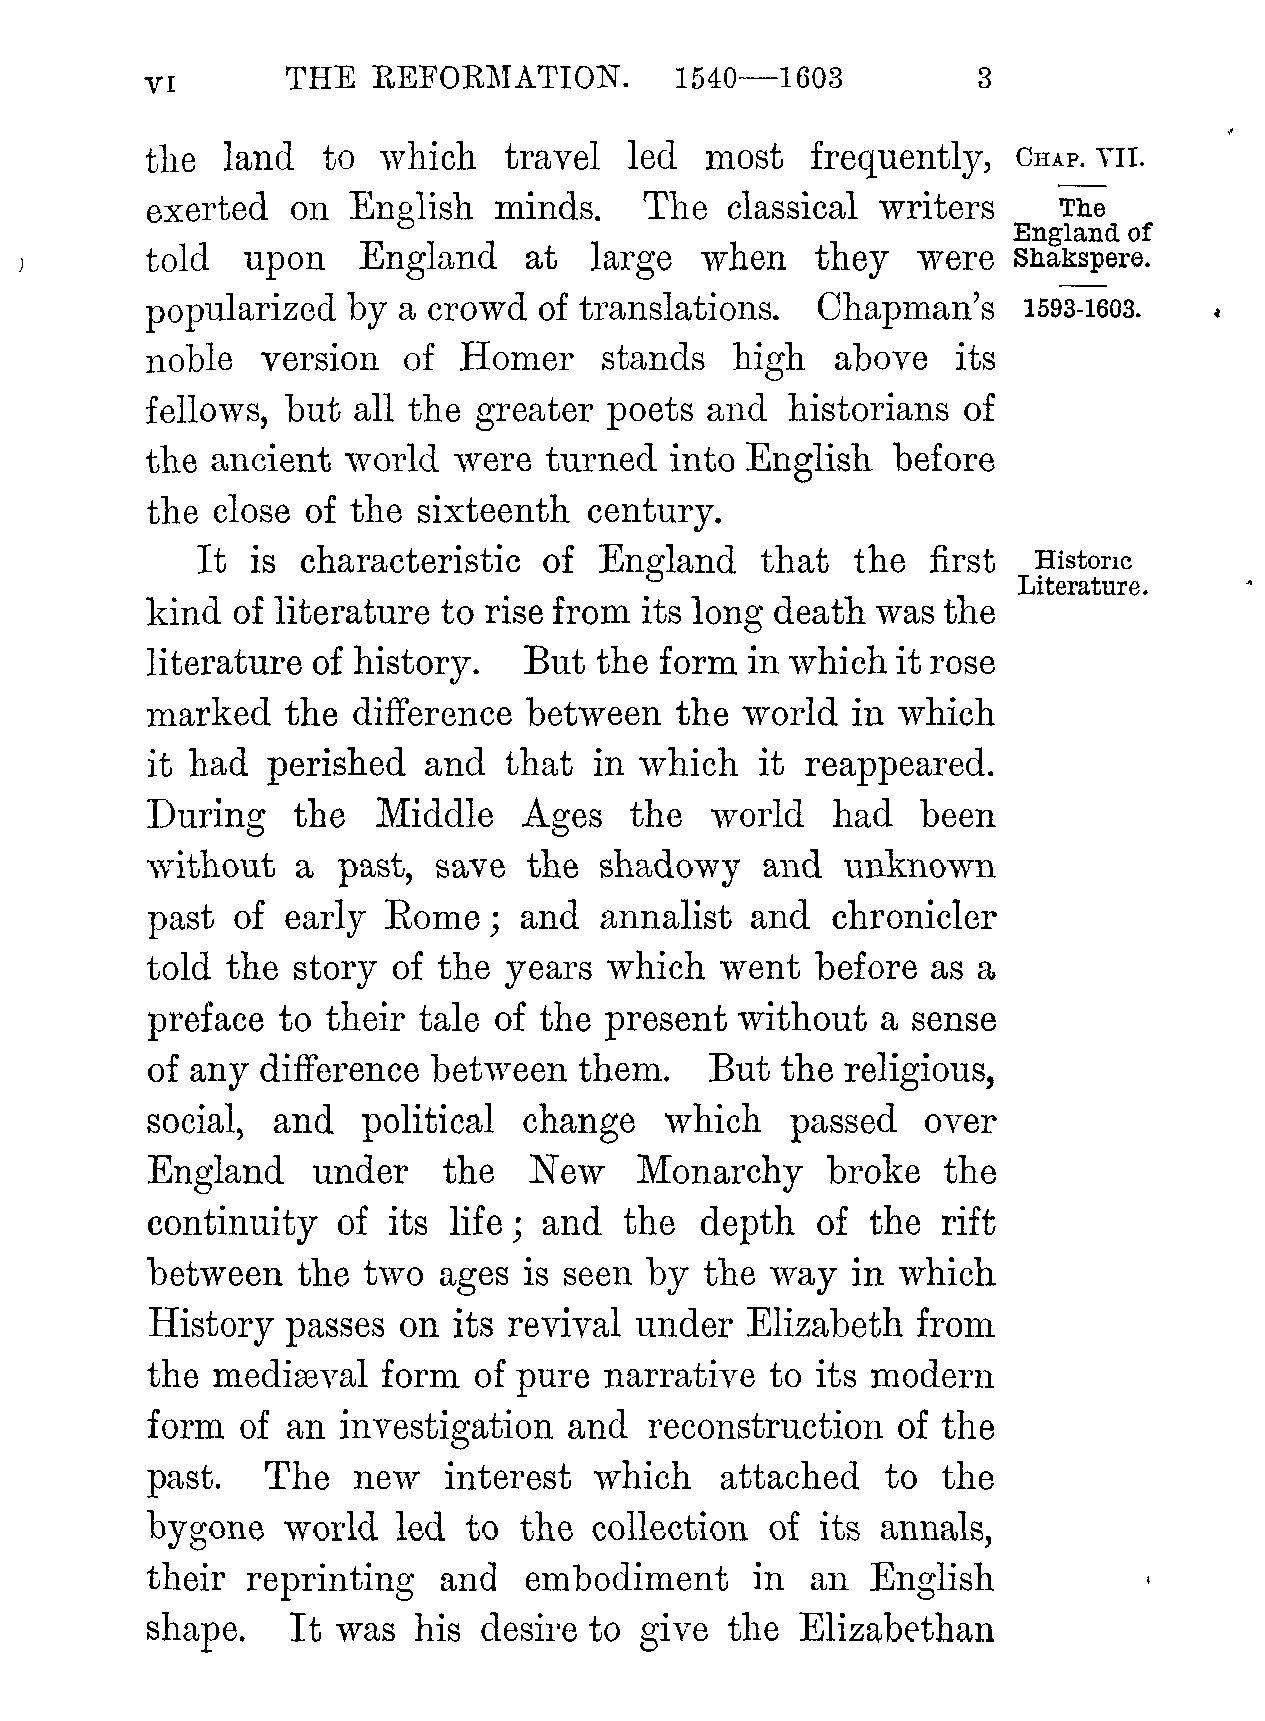 VI THE REFORMATION. 1540—1603 3
the land to which travel led most frequently,
exerted on English minds. The classical writers
told upon England at large when they were
popularized by a crowd of translations. Chapman's
noble version of Homer stands high above its
fellows, but all the greater poets and historians of
the ancient world were turned into English before
the close of the sixteenth century.
CHAP. VII.
The
England of
Shakspere.
1593-1603.
It is characteristic of England that the first
kind of literature to rise from its long death was the
literature of history. But the form in which it rose
marked the difference between the world in which
it had perished and that in which it reappeared.
During the Middle Ages the world had been
without a past, save the shadowy and unknown
past of early Rome; and annalist and chronicler
told the story of the years which went before as a
preface to their tale of the present without a sense
of any difference between them. But the religious,
social, and political change which passed over
England under the New Monarchy broke the
continuity of its life; and the depth of the rift
between the two ages is seen by the way in which
History passes on its revival under Elizabeth from
the mediæval form of pure narrative to its modern
form of an investigation and reconstruction of the
past. The new interest which attached to the
bygone world led to the collection of its annals,
their reprinting and embodiment in an English
shape. It was his desire to give the Elizabethan
Historic
Literature.